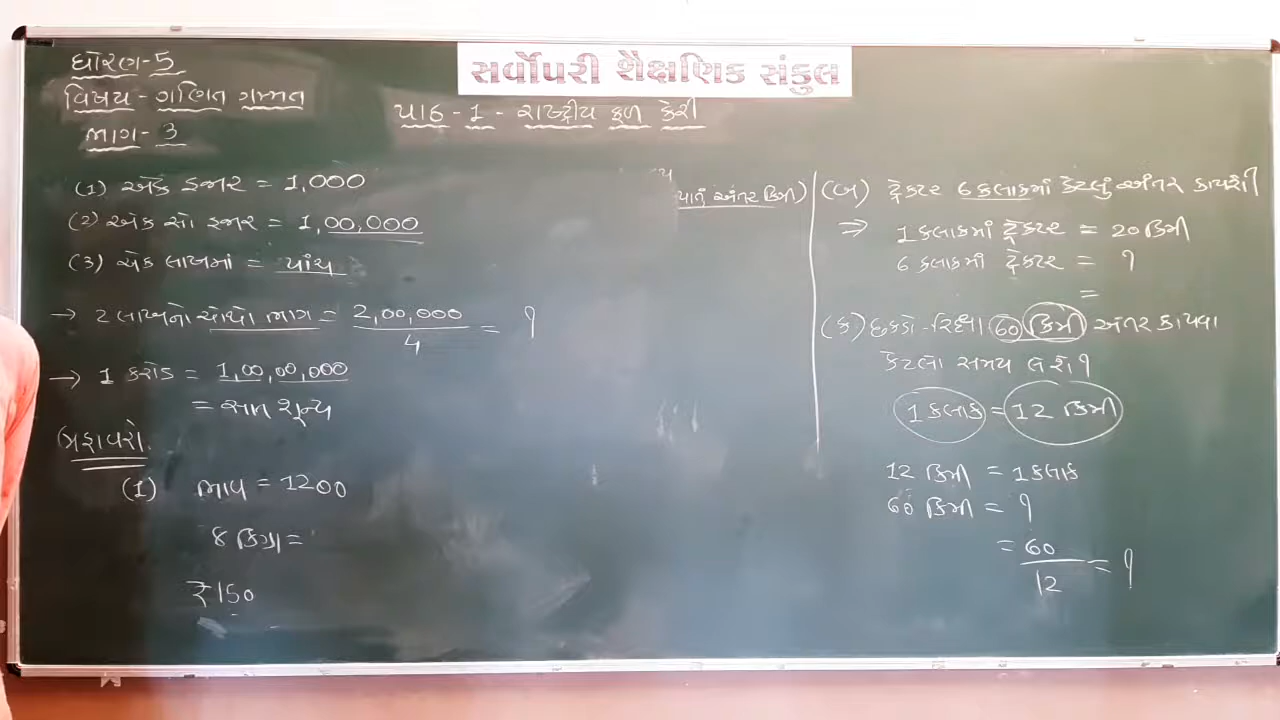 સર્વોપરી શૈક્ષણિક સંકુલ
ધોરણ-5
વિષય - ગણિત ગમ્મત
ભાગ- 3
પાઠ - 1 - રાષ્ટ્રીય ફળ કેરી
(1) એક હજાર = 1,000
(2) એક સો હજાર = 1,00,000
(3) એક લાખમાં = પાંચ
→ 2 લાખનો ચોથો ભાગ = 2,00,000 / 4 = ?
→ 1 કરોડ = 1,00,00,000
= સાત શૂન્ય
(1) ભાવ = 1200
8 કિગ્રા =
₹150
અંતર કિમી)
(બ) ટ્રેક્ટર 6 કલાકમાં કેટલું અંતર કાપશે
⇒ 1 કલાકમાં ટ્રેક્ટર = 20 કિમી
6 કલાકમાં ટ્રેક્ટર = ?
=
(ક) છકડો-રિક્ષા 60 કિમી અંતર કાપવા
કેટલો સમય લેશે?
1 કલાક = 12 કિમી
12 કિમી = 1 કલાક
60 કિમી = ?
= 60 / 12 = ?